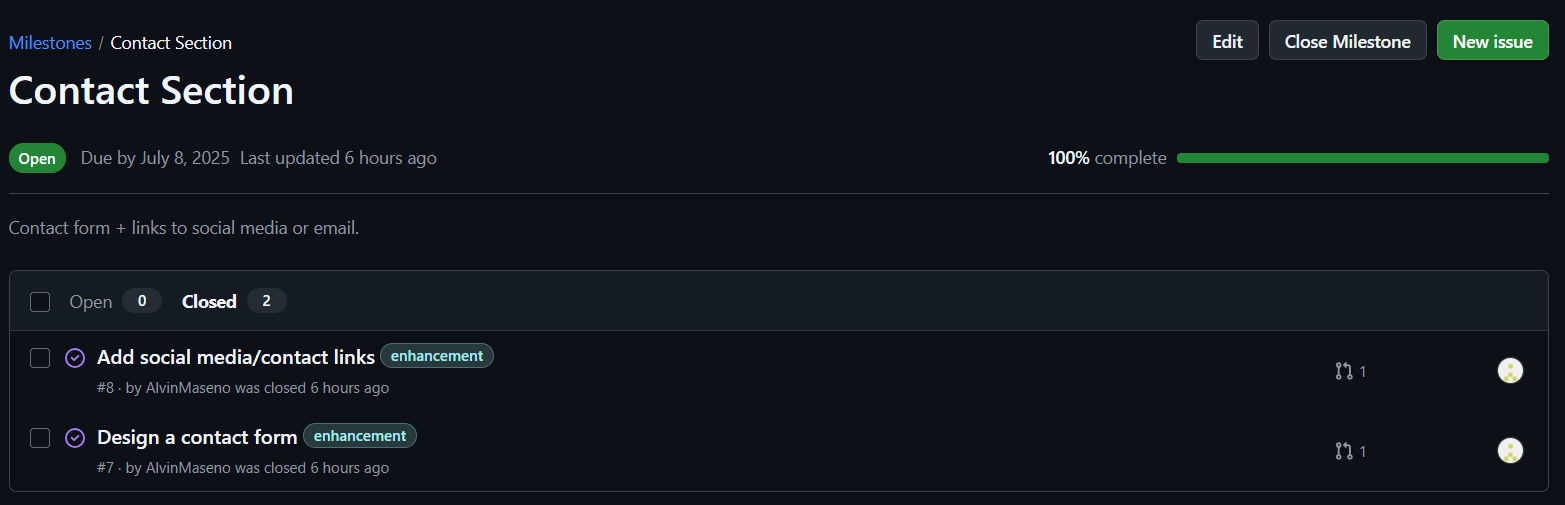 Milestones / Contact Section
Edit
Close Milestone
New issue
Contact Section
Open Due by July 8, 2025 Last updated 6 hours ago
100% complete
Contact form + links to social media or email.
Open 0 Closed 2
Add social media/contact links enhancement
#8 · by AlvinMaseno was closed 6 hours ago
1
Design a contact form enhancement
#7 · by AlvinMaseno was closed 6 hours ago
1